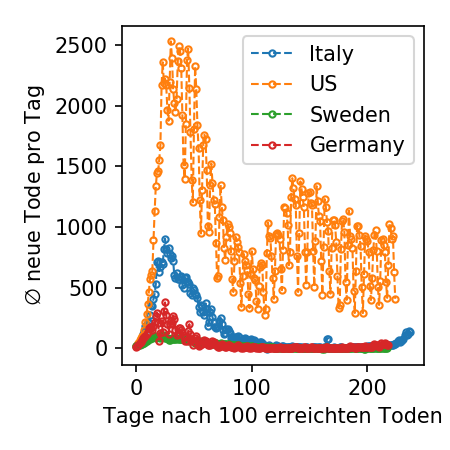 2500
2000
1500
1000
500
0
∅ neue Tode pro Tag
Italy
US
Sweden
Germany
0
100
200
Tage nach 100 erreichten Toden